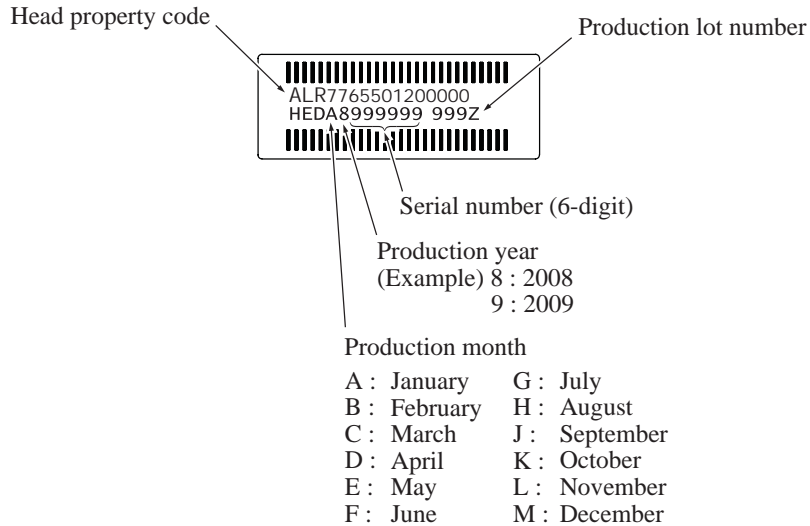 Head property code
Production lot number
ALR7765501200000
HEDA8999999 999Z
Serial number (6-digit)
Production year
(Example) 8 : 2008
9 : 2009
Production month
A : January G : July
B : February H : August
C : March J : September
D : April K : October
E : May L : November
F : June M : December